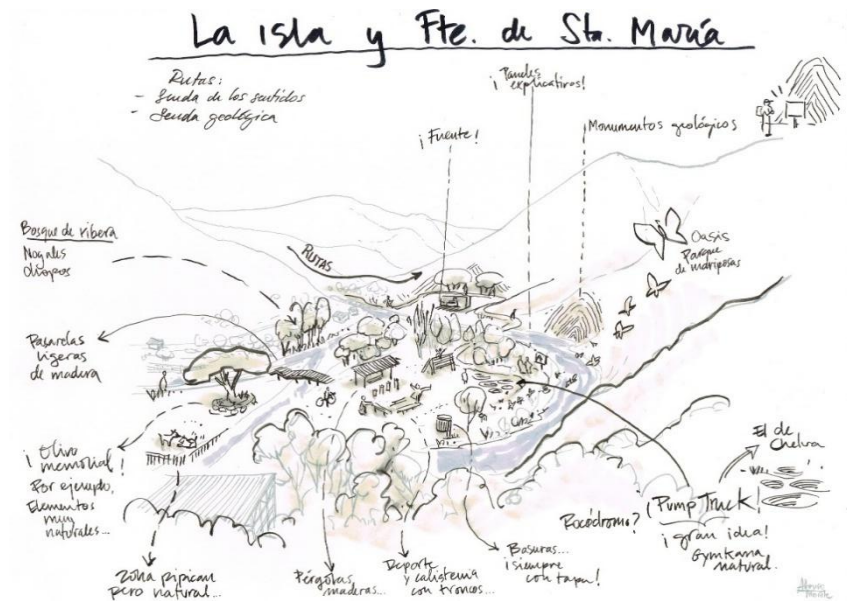 La isla y Fte. de Sta. María
Rutas:
- Senda de los sentidos
- Senda geológica
¡Paneles
explicativos!
¡Fuente!
Monumentos geológicos
Bosque de ribera
Nogales
chopos
RUTAS
Oasis
Parque
de mariposas
Pasarelas
ligeras
de madera
¡Olivo
memorial!
Por ejemplo,
Elementos
muy
naturales...
El de
Chelva
Rocódromo?
¡Pump Truck!
¡gran idea!
Gymkana
natural.
Zona pipican
pero natural...
Pérgolas,
maderas...
Deporte
y calistenia
con troncos...
Basuras...
¡siempre
con tapa!